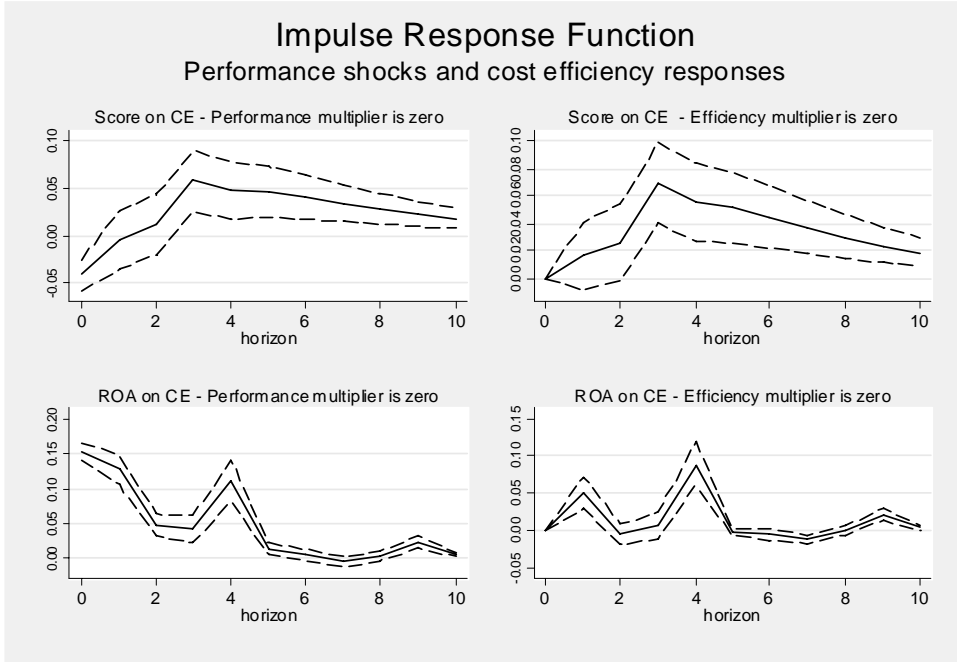 Impulse Response Function
Performance shocks and cost efficiency responses
Score on CE - Performance multiplier is zero
0.10
0.05
0.00
-0.05
0 2 4 6 8 10
horizon
Score on CE - Efficiency multiplier is zero
0.10
0.08
0.06
0.04
0.02
0.00
0 2 4 6 8 10
horizon
ROA on CE - Performance multiplier is zero
0.20
0.15
0.10
0.05
0.00
0 2 4 6 8 10
horizon
ROA on CE - Efficiency multiplier is zero
0.15
0.10
0.05
0.00
-0.05
0 2 4 6 8 10
horizon